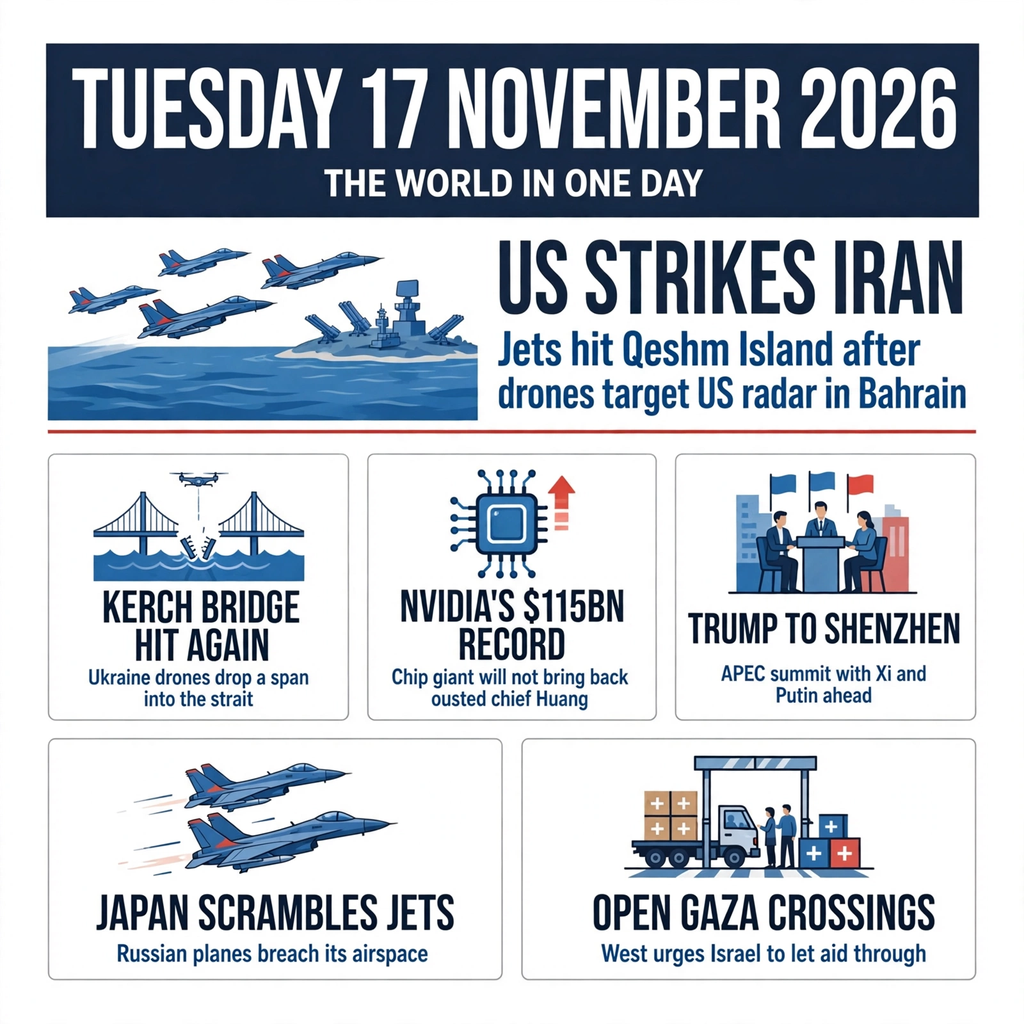 TUESDAY 17 NOVEMBER 2026
THE WORLD IN ONE DAY
US STRIKES IRAN
Jets hit Qeshm Island after
drones target US radar in Bahrain
KERCH BRIDGE
HIT AGAIN
Ukraine drones drop a span
into the strait
NVIDIA'S $115BN
RECORD
Chip giant will not bring back
ousted chief Huang
TRUMP TO SHENZHEN
APEC summit with Xi and
Putin ahead
JAPAN SCRAMBLES JETS
Russian planes breach its airspace
OPEN GAZA CROSSINGS
West urges Israel to let aid through